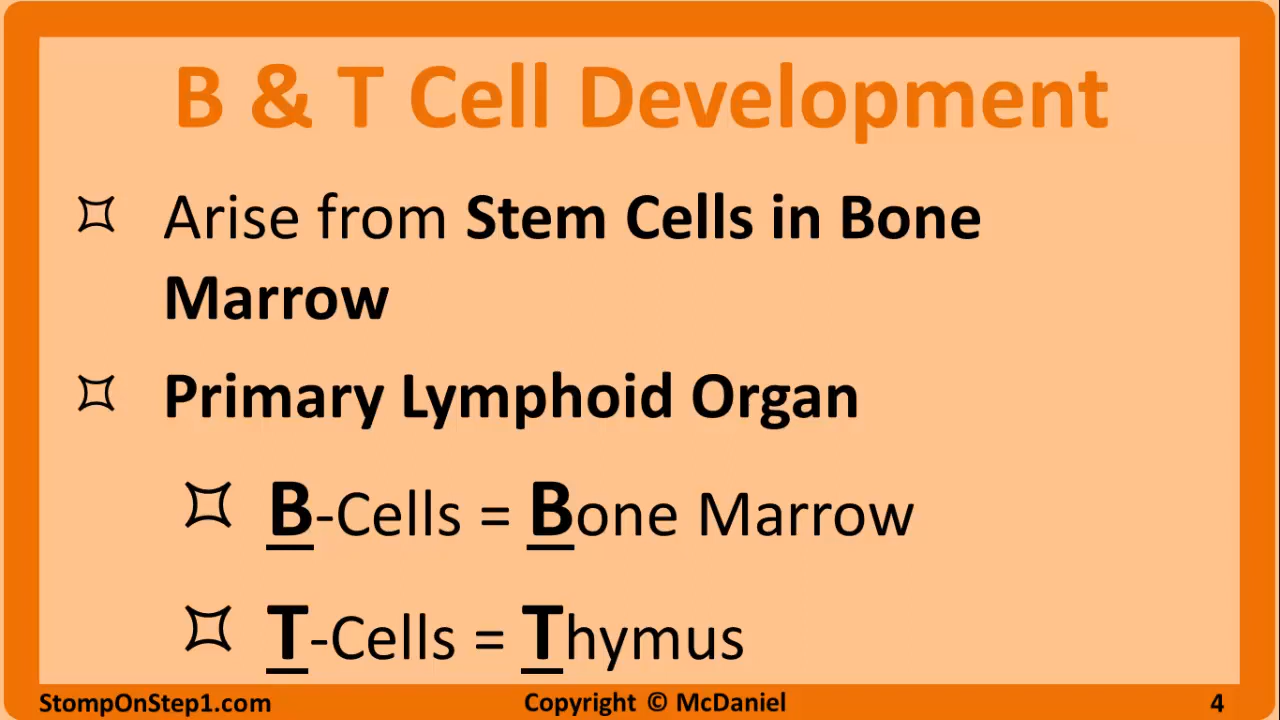 B & T Cell Development
Arise from Stem Cells in Bone
Marrow
Primary Lymphoid Organ
B-Cells = Bone Marrow
T-Cells = Thymus
StompOnStep1.com
Copyright © McDaniel
4